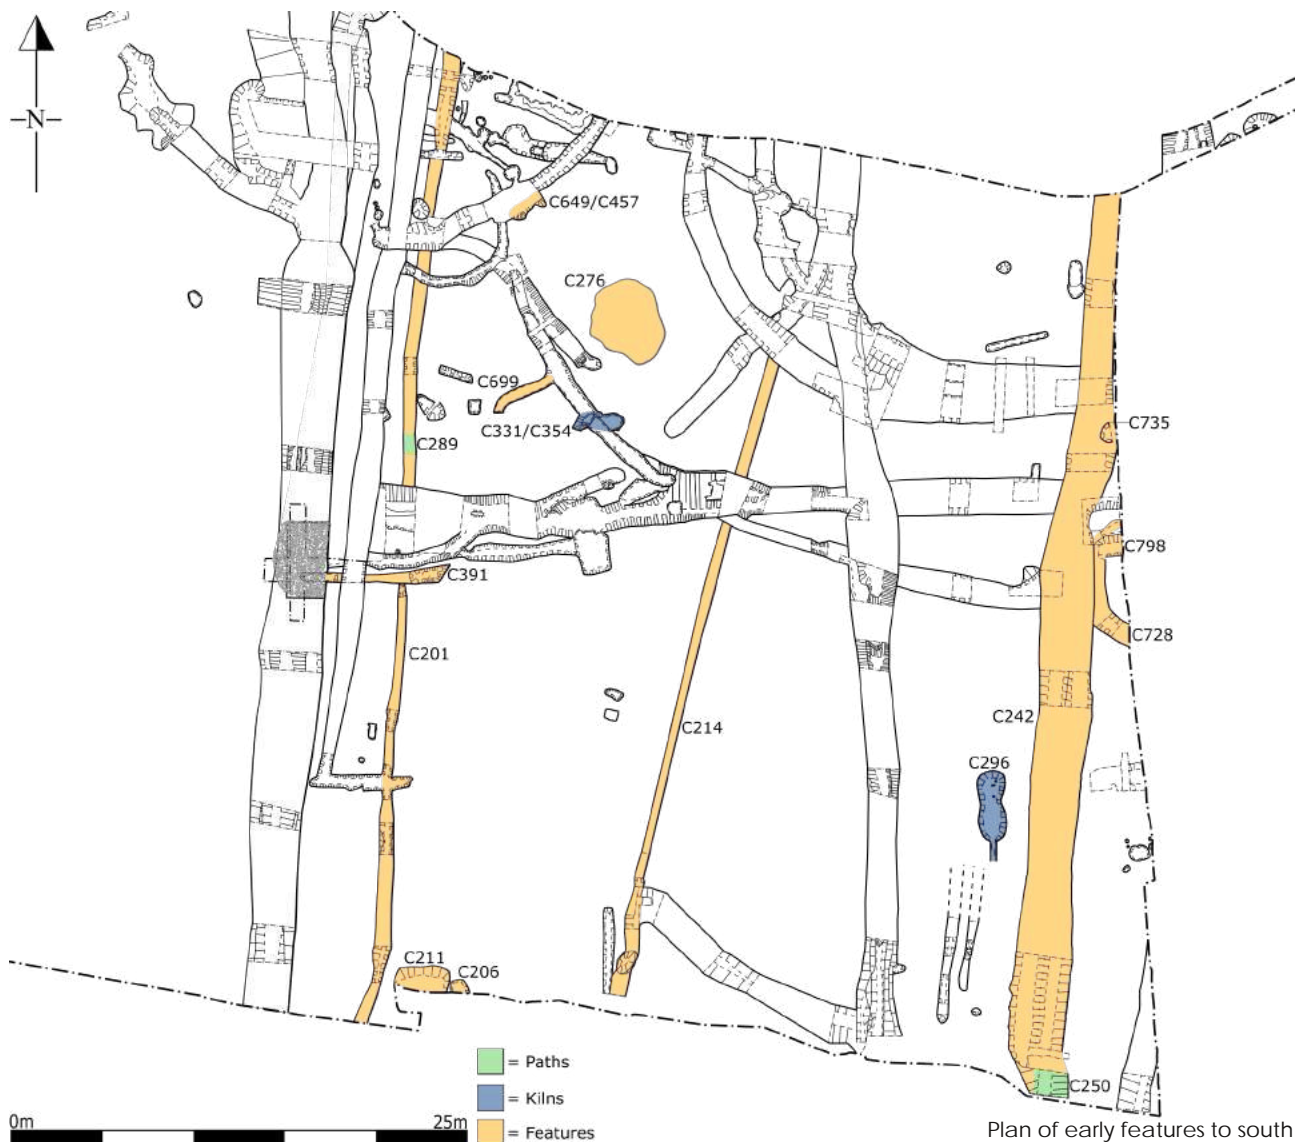 N
C649/C457
C276
C699
C331/C354
C289
C735
C798
C391
C728
C201
C242
C214
C296
C211
C206
= Paths
C250
= Kilns
0m
25m
= Features
Plan of early features to south